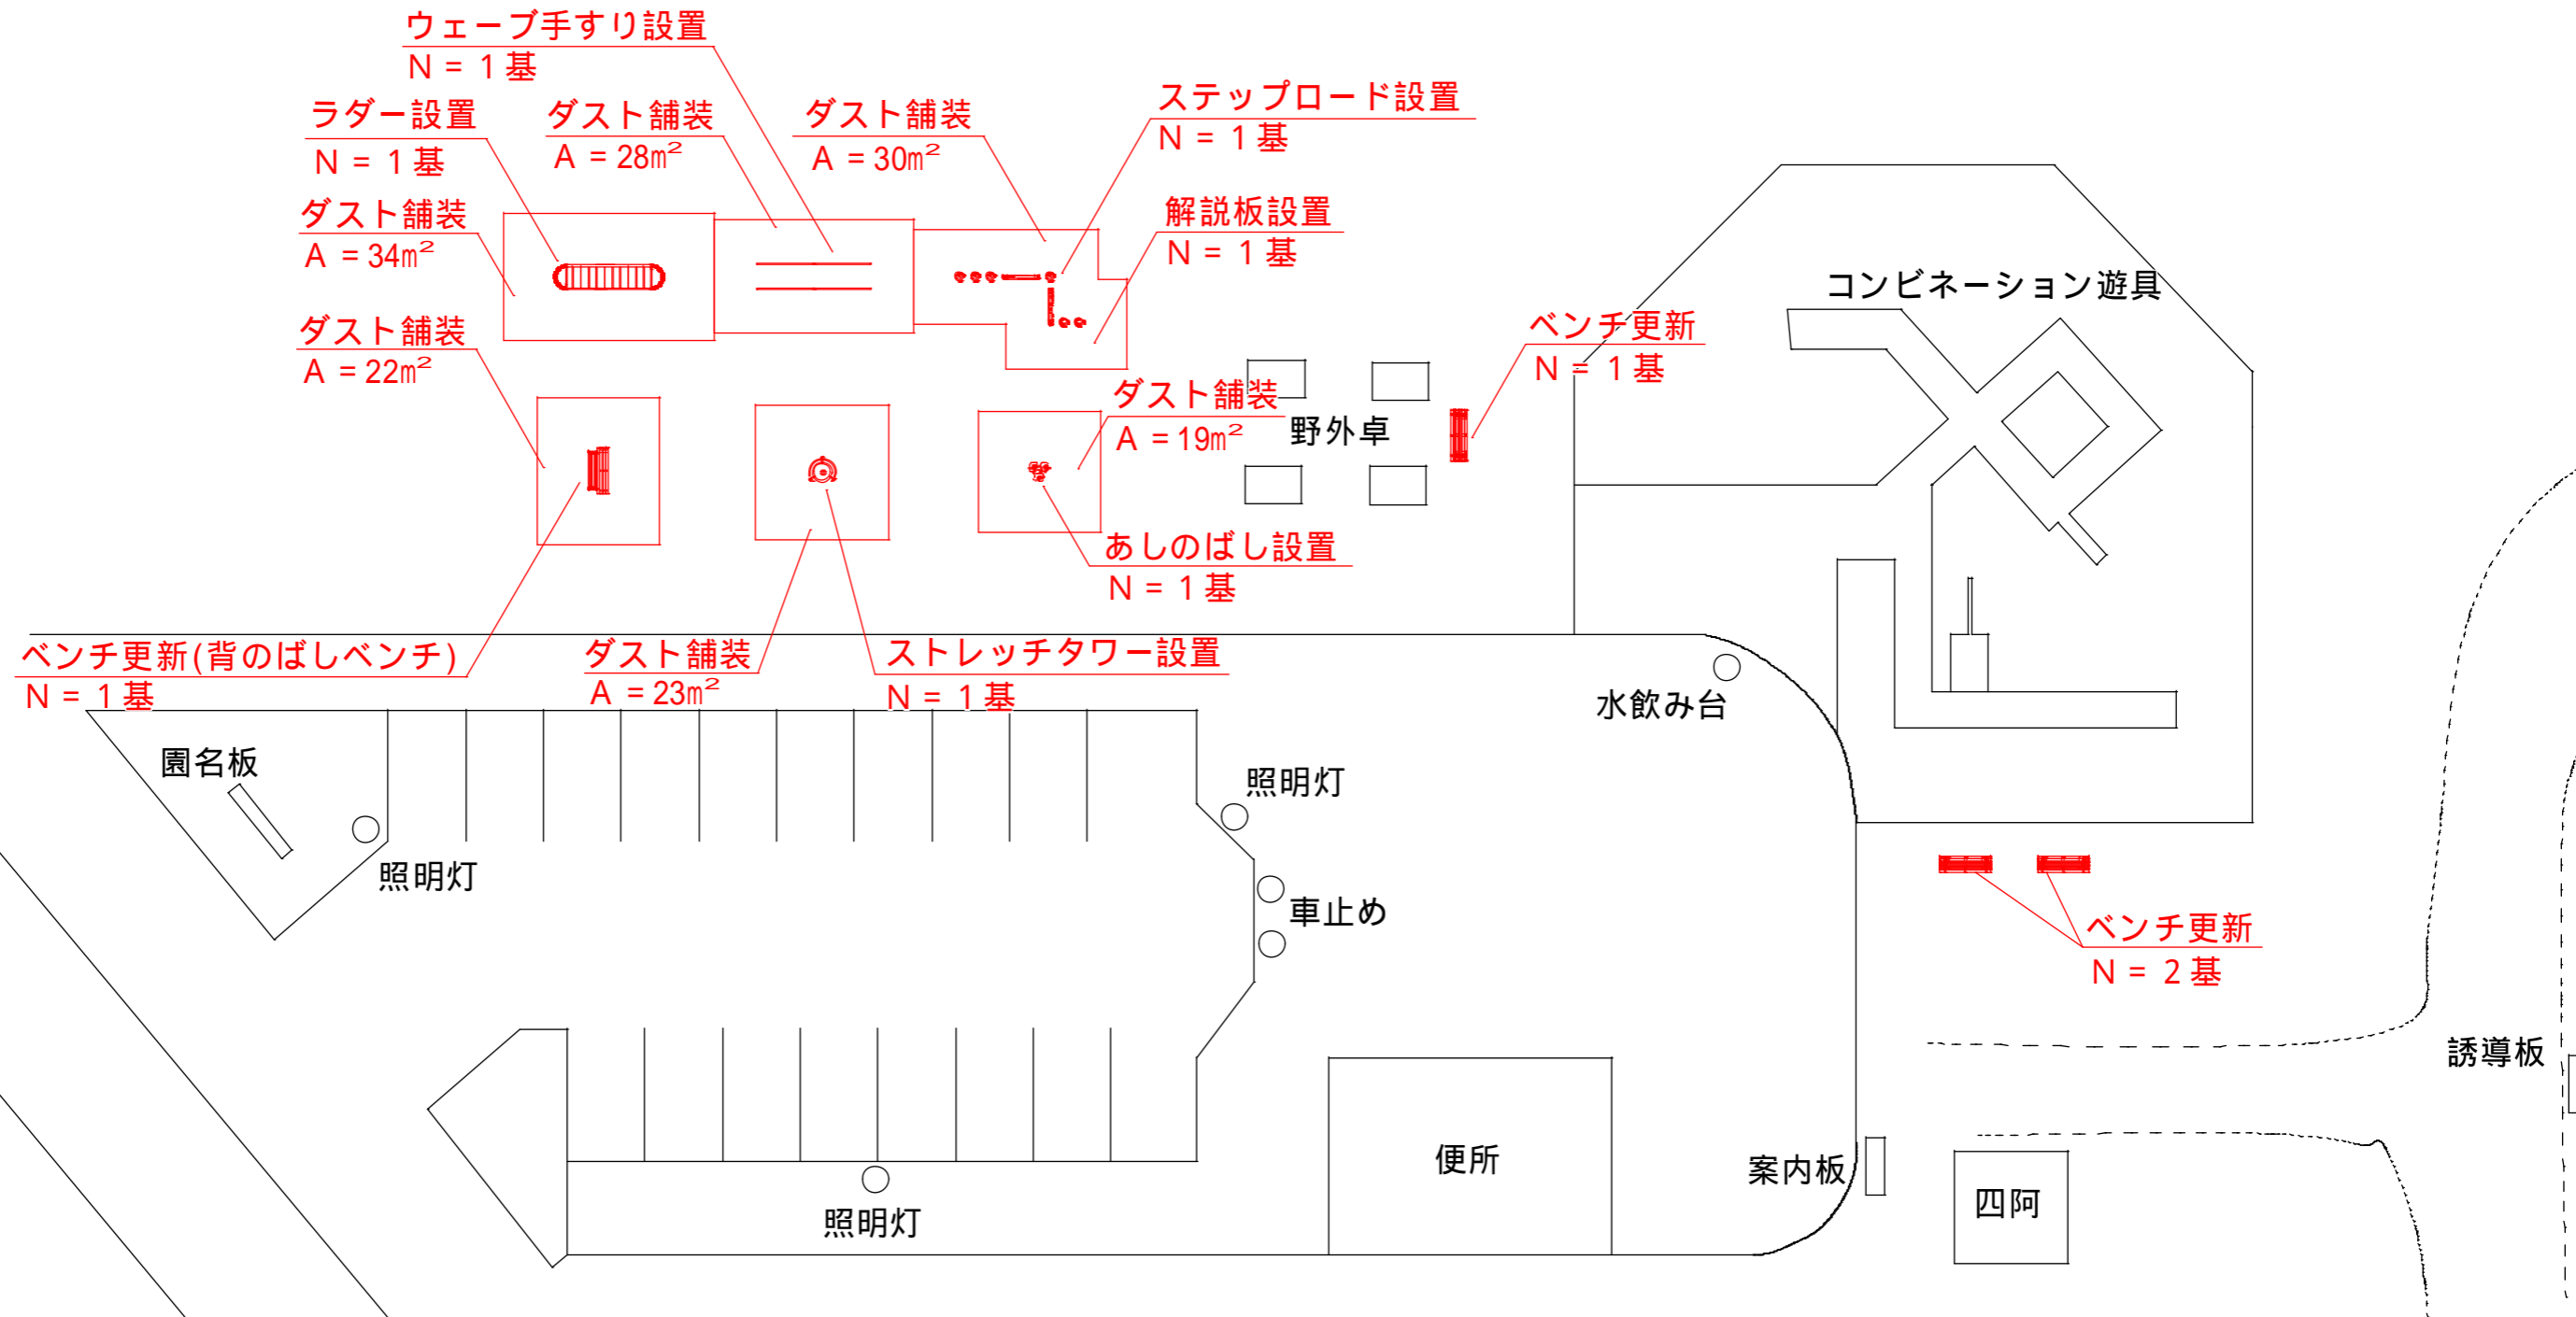 ウェーブ手すり設置
N = 1基
ラダー設置
N = 1基
ダスト舗装
A = 28㎡
ダスト舗装
A = 30㎡
ステップロード設置
N = 1基
ダスト舗装
A = 34㎡
解説板設置
N = 1基
コンビネーション遊具
ダスト舗装
A = 22㎡
ベンチ更新
N = 1基
ダスト舗装
A = 19㎡
野外卓
あしのばし設置
N = 1基
ベンチ更新(背のばしベンチ)
N = 1基
ダスト舗装
A = 23㎡
ストレッチタワー設置
N = 1基
水飲み台
園名板
照明灯
照明灯
車止め
ベンチ更新
N = 2基
誘導板
便所
案内板
四阿
照明灯